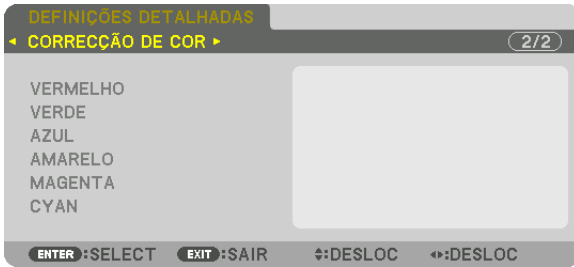 DEFINIÇÕES DETALHADAS
◂ CORRECÇÃO DE COR ▸ 2/2
VERMELHO
VERDE
AZUL
AMARELO
MAGENTA
CYAN
ENTER :SELECT EXIT :SAIR :DESLOC :DESLOC